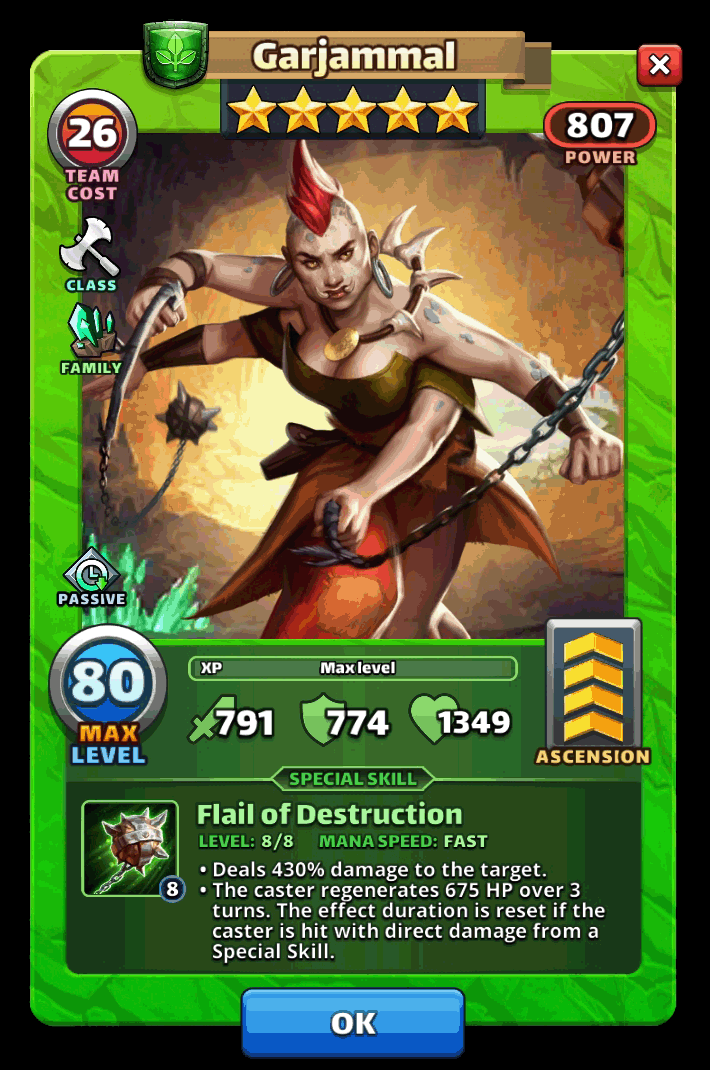 Garjammal
26
TEAM
COST
807
POWER
CLASS
FAMILY
PASSIVE
80
MAX
LEVEL
XP Max level
791 774 1349
ASCENSION
SPECIAL SKILL
Flail of Destruction
LEVEL: 8/8 MANA SPEED: FAST
8
• Deals 430% damage to the target.
• The caster regenerates 675 HP over 3
turns. The effect duration is reset if the
caster is hit with direct damage from a
Special Skill.
OK